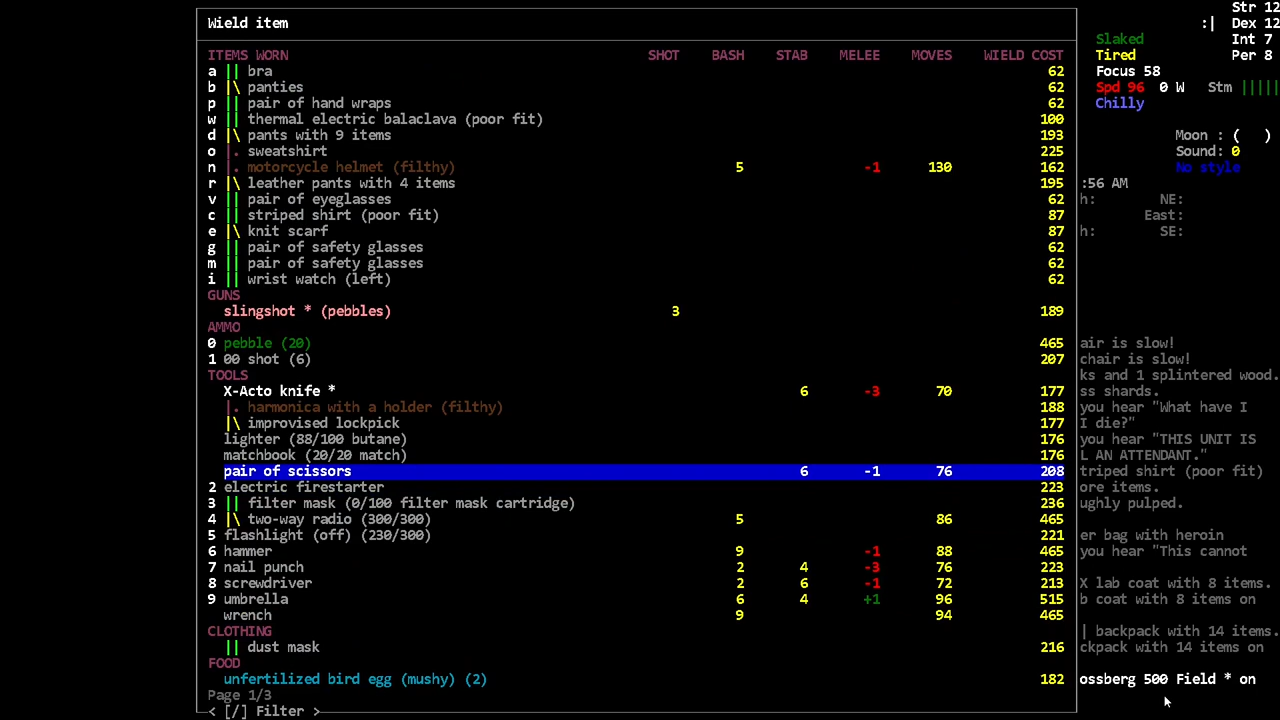 Wield item
Str 12
:| Dex 12
Slaked Int 7
Tired Per 8
Focus 58
Spd 96 0 W Stm |||||
Chilly
Moon : ( )
Sound: 0
No style
:56 AM
h: NE:
East:
h: SE:
ITEMS WORN SHOT BASH STAB MELEE MOVES WIELD COST
a || bra 62
b |\ panties 62
p || pair of hand wraps 62
w || thermal electric balaclava (poor fit) 100
d |\ pants with 9 items 193
o |. sweatshirt 225
n |. motorcycle helmet (filthy) 5 -1 130 162
r |\ leather pants with 4 items 195
v || pair of eyeglasses 62
c || striped shirt (poor fit) 87
e |\ knit scarf 87
g || pair of safety glasses 62
m || pair of safety glasses 62
i || wrist watch (left) 62
GUNS
slingshot * (pebbles) 3 189
AMMO
0 pebble (20) 465
1 00 shot (6) 207
TOOLS
X-Acto knife * 6 -3 70 177
|. harmonica with a holder (filthy) 188
|\ improvised lockpick 177
lighter (88/100 butane) 176
matchbook (20/20 match) 176
pair of scissors 6 -1 76 208
2 electric firestarter 223
3 || filter mask (0/100 filter mask cartridge) 236
4 |\ two-way radio (300/300) 5 86 465
5 flashlight (off) (230/300) 221
6 hammer 9 -1 88 465
7 nail punch 2 4 -3 76 223
8 screwdriver 2 6 -1 72 213
9 umbrella 6 4 +1 96 515
wrench 9 94 465
CLOTHING
|| dust mask 216
FOOD
unfertilized bird egg (mushy) (2) 182
Page 1/3
< [/] Filter >
air is slow!
chair is slow!
ks and 1 splintered wood.
ss shards.
you hear "What have I
I die?"
you hear "THIS UNIT IS
L AN ATTENDANT."
triped shirt (poor fit)
ore items.
ughly pulped.
er bag with heroin
you hear "This cannot
X lab coat with 8 items.
b coat with 8 items on
| backpack with 14 items.
ckpack with 14 items on
ossberg 500 Field * on